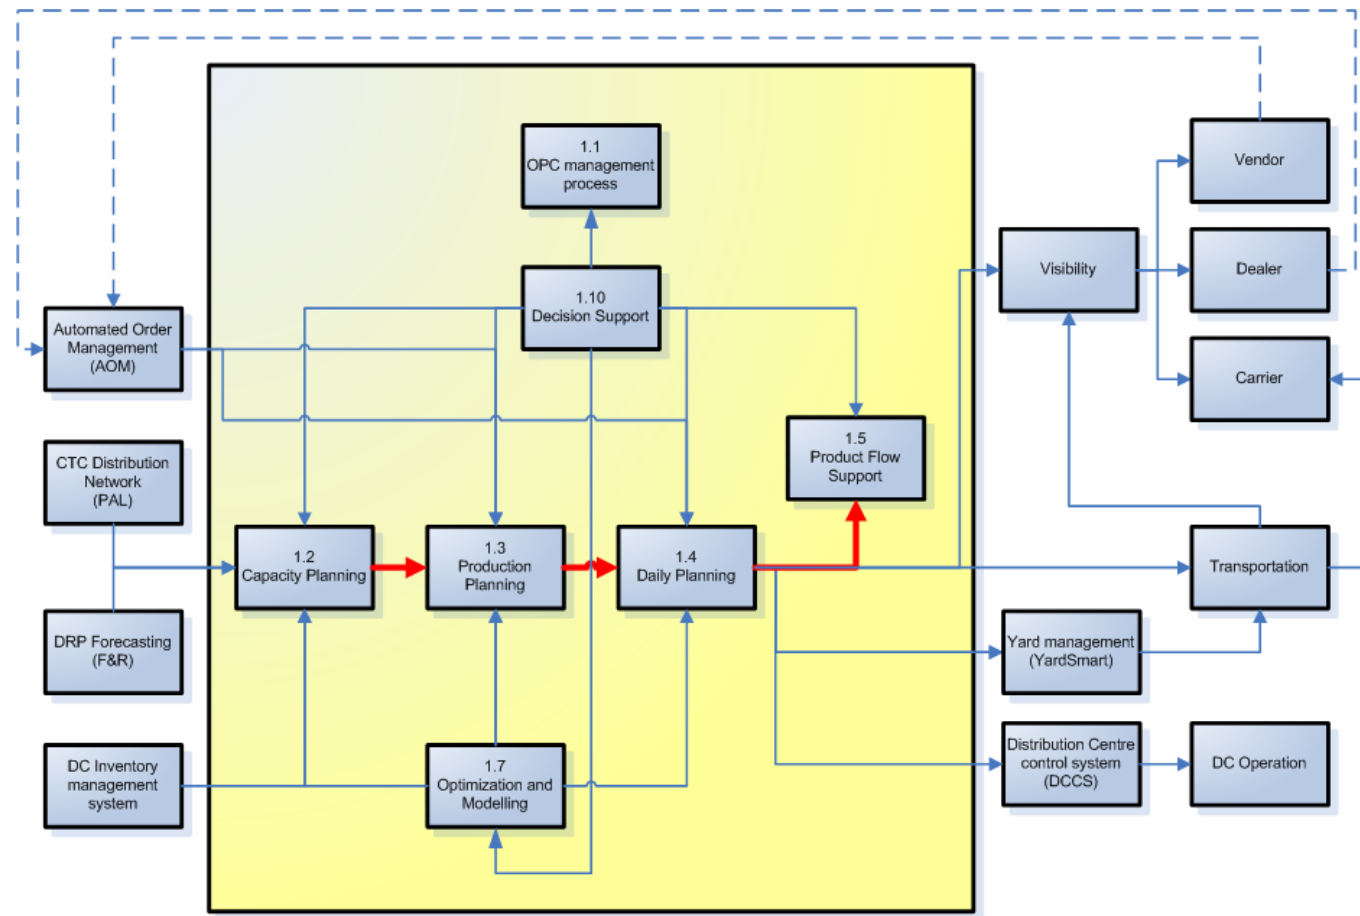 1.1
OPC management
process
Vendor
Visibility
Dealer
1.10
Decision Support
Automated Order
Management
(AOM)
Carrier
1.5
Product Flow
Support
CTC Distribution
Network
(PAL)
1.2
Capacity Planning
1.3
Production
Planning
1.4
Daily Planning
Transportation
DRP Forecasting
(F&R)
Yard management
(YardSmart)
DC Inventory
management
system
1.7
Optimization and
Modelling
Distribution Centre
control system
(DCCS)
DC Operation